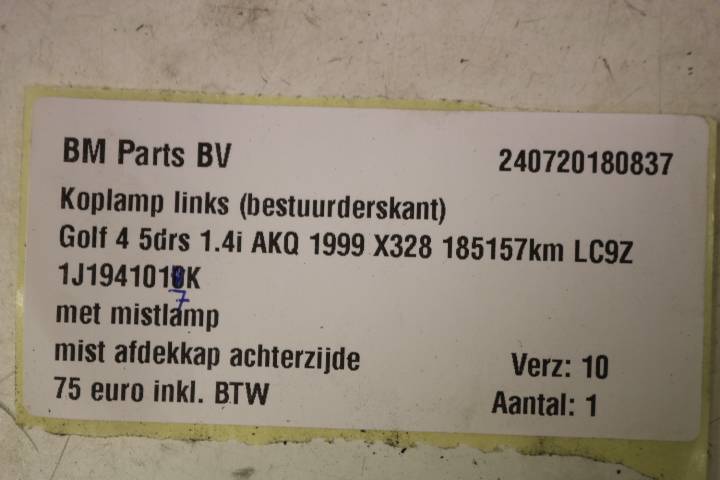 BM Parts BV 240720180837
Koplamp links (bestuurderskant)
Golf 4 5drs 1.4i AKQ 1999 X328 185157km LC9Z
7
met mistlamp
mist afdekkap achterzijde Verz: 10
75 euro inkl. BTW Aantal: 1